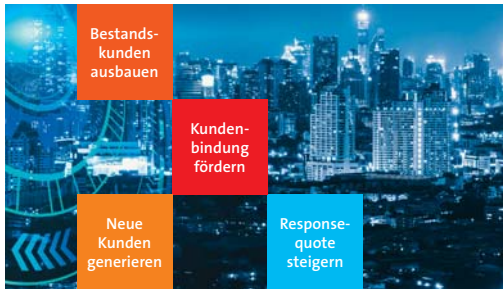 Bestands-
kunden
ausbauen
Kunden-
bindung
fördern
Neue
Kunden
generieren
Response-
quote
steigern